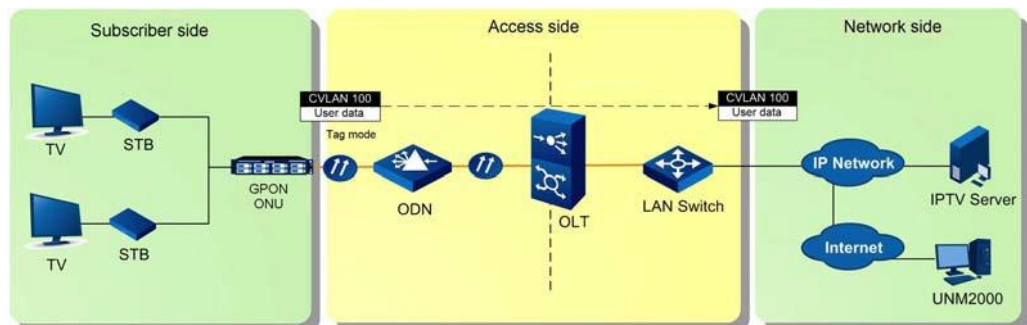 Subscriber side
Access side
Network side
CVLAN 100
User data
CVLAN 100
User data
Tag mode
TV
STB
GPON
ONU
ODN
OLT
LAN Switch
IP Network
IPTV Server
TV
STB
Internet
UNM2000